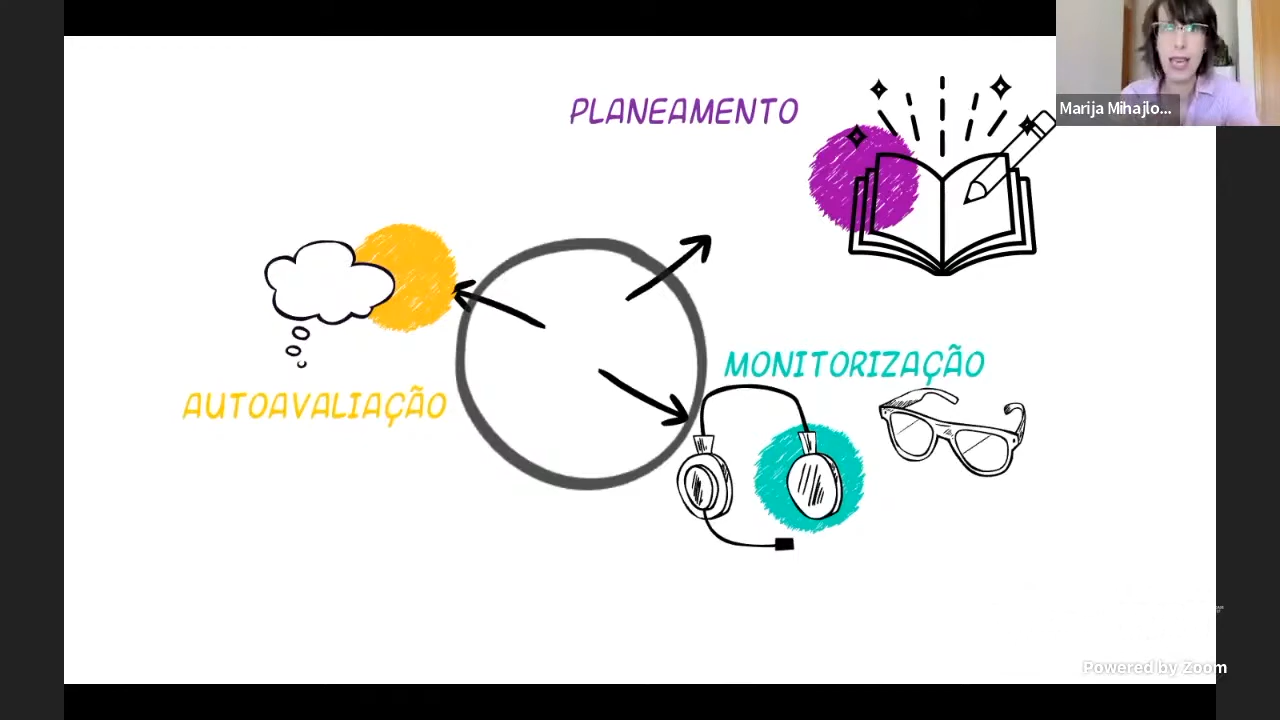 PLANEAMENTO
Marija Mihajlo...
MONITORIZAÇÃO
AUTOAVALIAÇÃO
Powered by Zoom